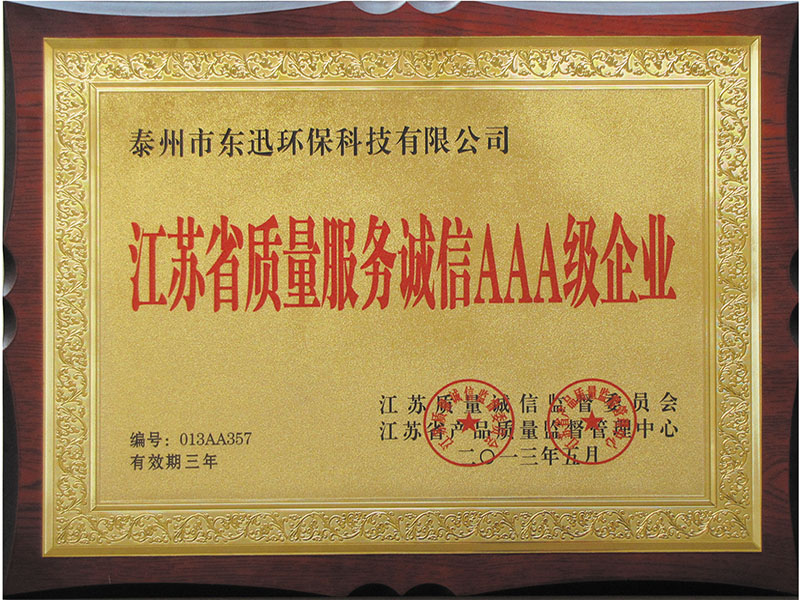 泰州市东迅环保科技有限公司
江苏省质量服务诚信AAA级企业
江苏质量诚信监督委员会
江苏省产品质量监督管理中心
二〇一三年五月
编号：013AA357
有效期三年